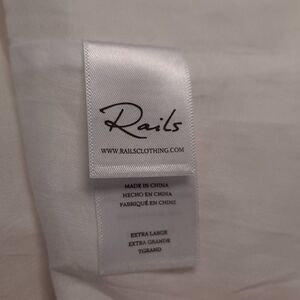 Rails
WWW.RAILSCLOTHING.COM
MADE IN CHINA
HECHO EN CHINA
FABRIQUÉ EN CHINE
EXTRA LARGE
EXTRA GRANDE
TGRAND